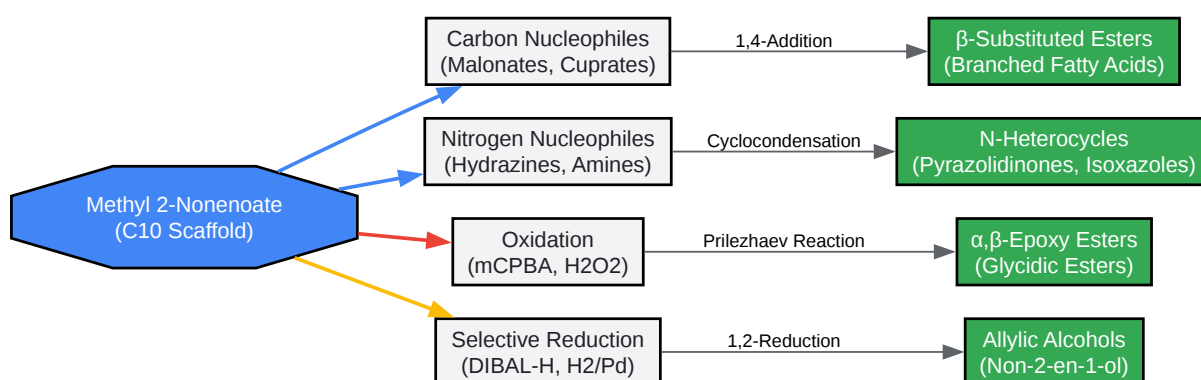 Carbon Nucleophiles
(Malonates, Cuprates)
1,4-Addition
β-Substituted Esters
(Branched Fatty Acids)
Nitrogen Nucleophiles
(Hydrazines, Amines)
Cyclocondensation
N-Heterocycles
(Pyrazolidinones, Isoxazoles)
Methyl 2-Nonenoate
(C10 Scaffold)
Oxidation
(mCPBA, H2O2)
Prilezhaev Reaction
α,β-Epoxy Esters
(Glycidic Esters)
Selective Reduction
(DIBAL-H, H2/Pd)
1,2-Reduction
Allylic Alcohols
(Non-2-en-1-ol)